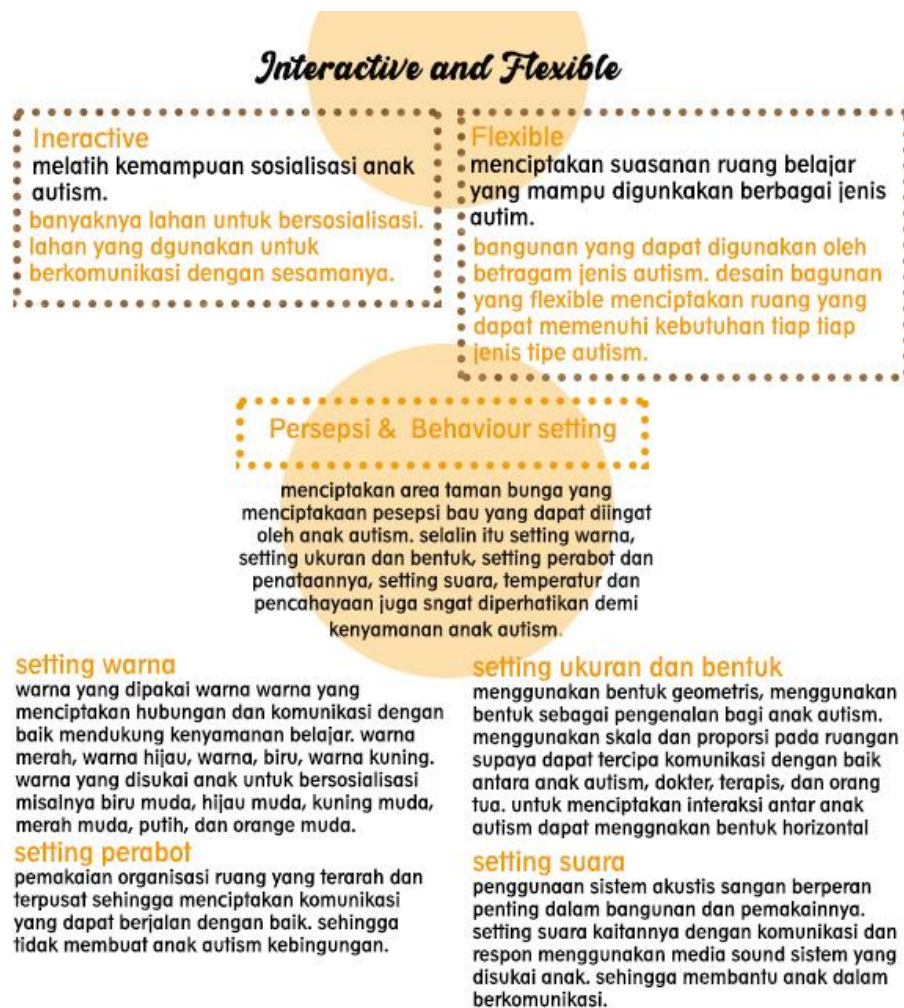 Interactive and Flexible
Ineractive
melatih kemampuan sosialisasi anak
autism.
banyaknya lahan untuk bersosialisasi.
lahan yang dgunakan untuk
berkomunikasi dengan sesamanya.
Flexible
menciptakan suasanan ruang belajar
yang mampu digunkakan berbagai jenis
autim.
bangunan yang dapat digunakan oleh
betragam jenis autism. desain bagunan
yang flexible menciptakan ruang yang
dapat memenuhi kebutuhan tiap tiap
jenis tipe autism.
Persepsi & Behaviour setting
menciptakan area taman bunga yang
menciptakaan pesepsi bau yang dapat diingat
oleh anak autism. selalin itu setting warna,
setting ukuran dan bentuk, setting perabot dan
penataannya, setting suara, temperatur dan
pencahayaan juga sngat diperhatikan demi
kenyamanan anak autism.
setting warna
warna yang dipakai warna warna yang
menciptakan hubungan dan komunikasi dengan
baik mendukung kenyamanan belajar. warna
merah, warna hijau, warna, biru, warna kuning.
warna yang disukai anak untuk bersosialisasi
misalnya biru muda, hijau muda, kuning muda,
merah muda, putih, dan orange muda.
setting perabot
pemakaian organisasi ruang yang terarah dan
terpusat sehingga menciptakan komunikasi
yang dapat berjalan dengan baik. sehingga
tidak membuat anak autism kebingungan.
setting ukuran dan bentuk
menggunakan bentuk geometris, menggunakan
bentuk sebagai pengenalan bagi anak autism.
menggunakan skala dan proporsi pada ruangan
supaya dapat tercipa komunikasi dengan baik
antara anak autism, dokter, terapis, dan orang
tua. untuk menciptakan interaksi antar anak
autism dapat menggnakan bentuk horizontal
setting suara
penggunaan sistem akustis sangan berperan
penting dalam bangunan dan pemakainnya.
setting suara kaitannya dengan komunikasi dan
respon menggunakan media sound sistem yang
disukai anak. sehingga membantu anak dalam
berkomunikasi.